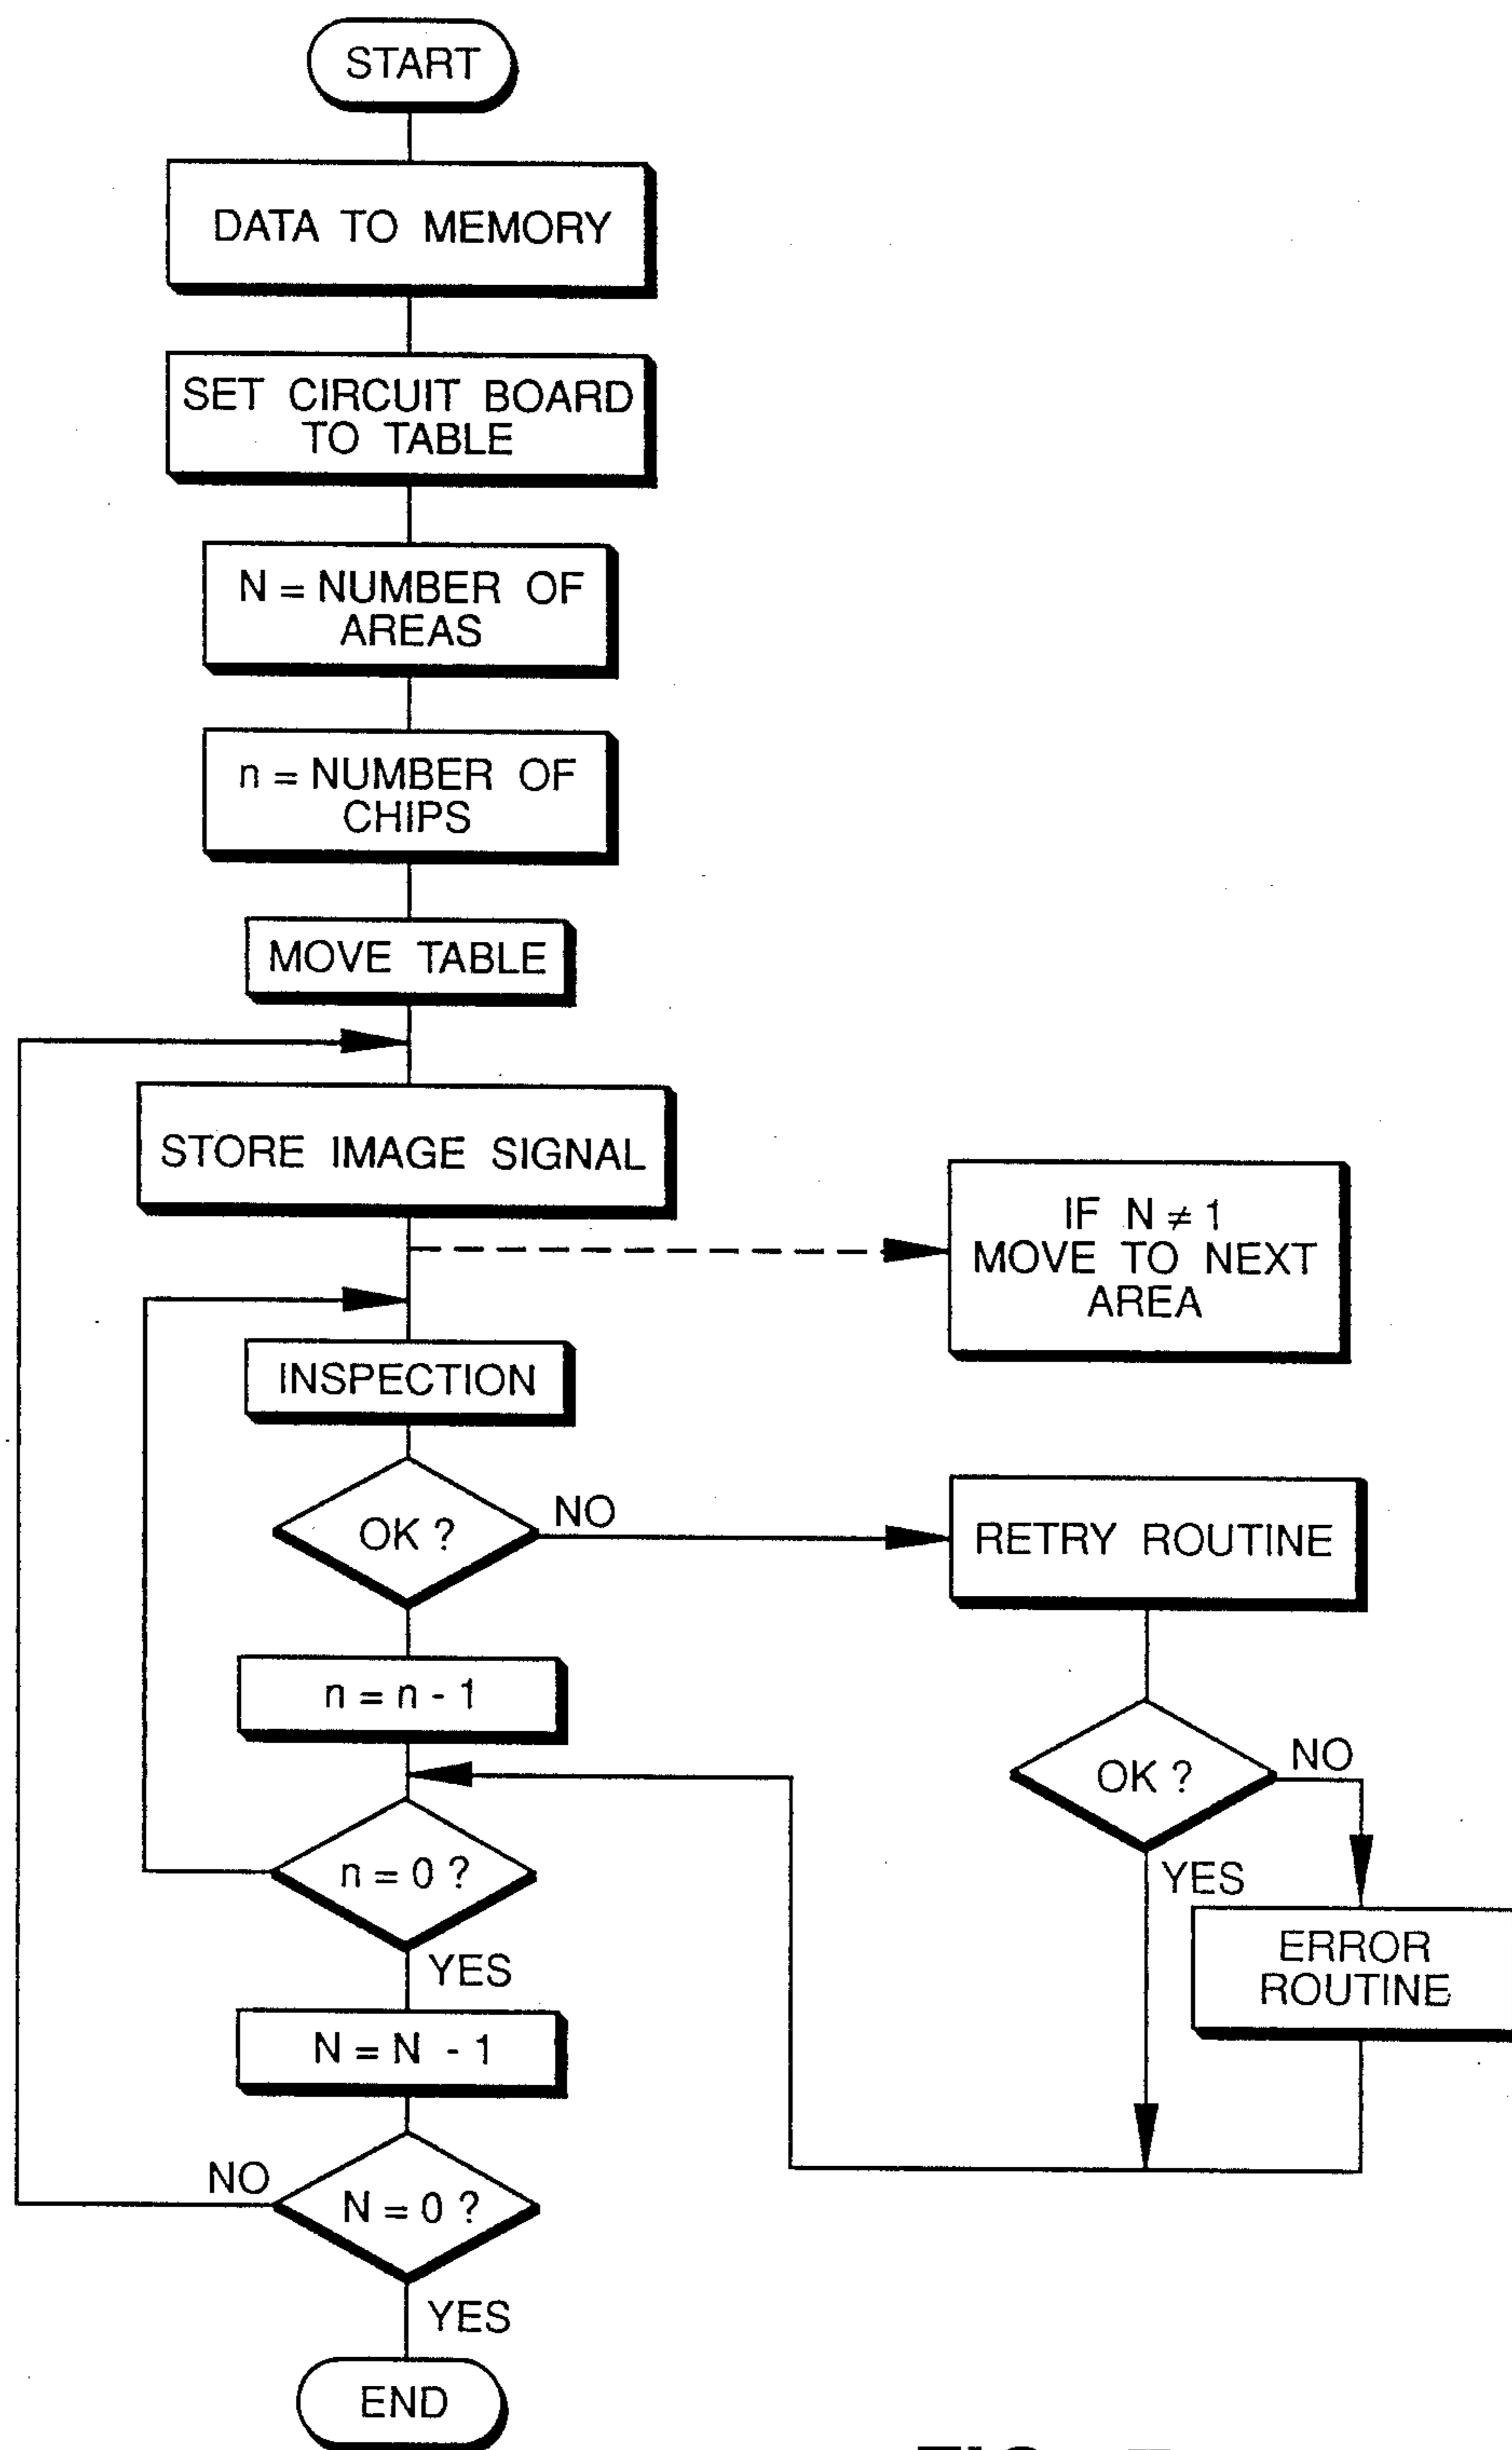 START
DATA TO MEMORY
SET CIRCUIT BOARD
TO TABLE
N = NUMBER OF
AREAS
n = NUMBER OF
CHIPS
MOVE TABLE
STORE IMAGE SIGNAL
IF N ≠ 1
MOVE TO NEXT
AREA
INSPECTION
OK ?
NO
RETRY ROUTINE
n = n - 1
OK ?
NO
YES
n = 0 ?
YES
ERROR
ROUTINE
N = N - 1
NO
N = 0 ?
YES
END